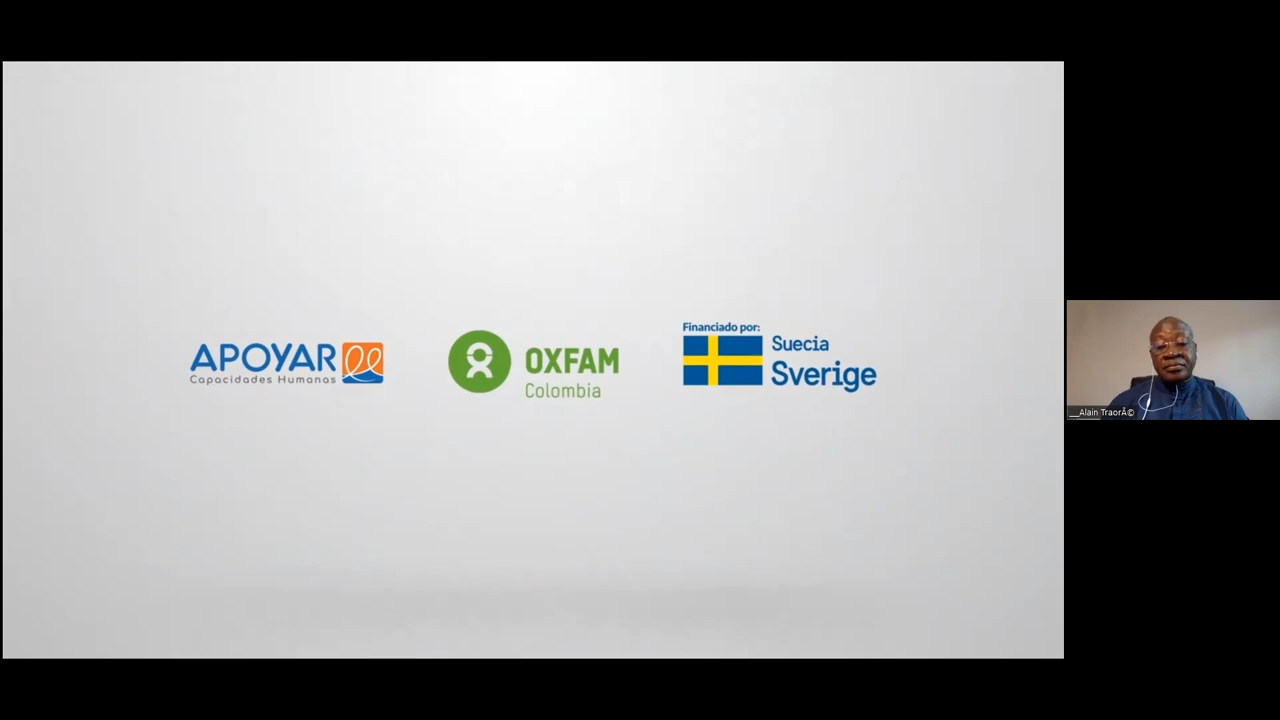 APOYAR
Capacidades Humanas
OXFAM
Colombia
Financiado por:
Suecia
Sverige
__Alain TraorÃ©